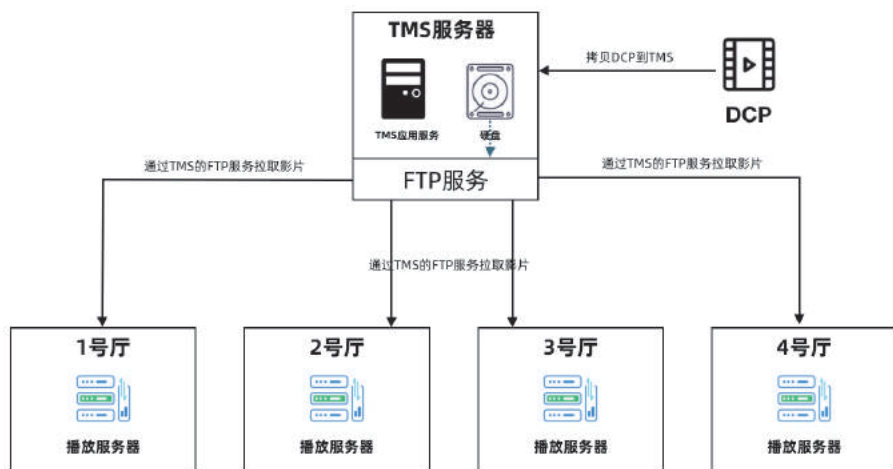 TMS服务器
拷贝DCP到TMS
DCP
TMS应用服务
硬盘
通过TMS的FTP服务拉取影片
FTP服务
通过TMS的FTP服务拉取影片
通过TMS的FTP服务拉取影片
1号厅
2号厅
3号厅
4号厅
播放服务器
播放服务器
播放服务器
播放服务器